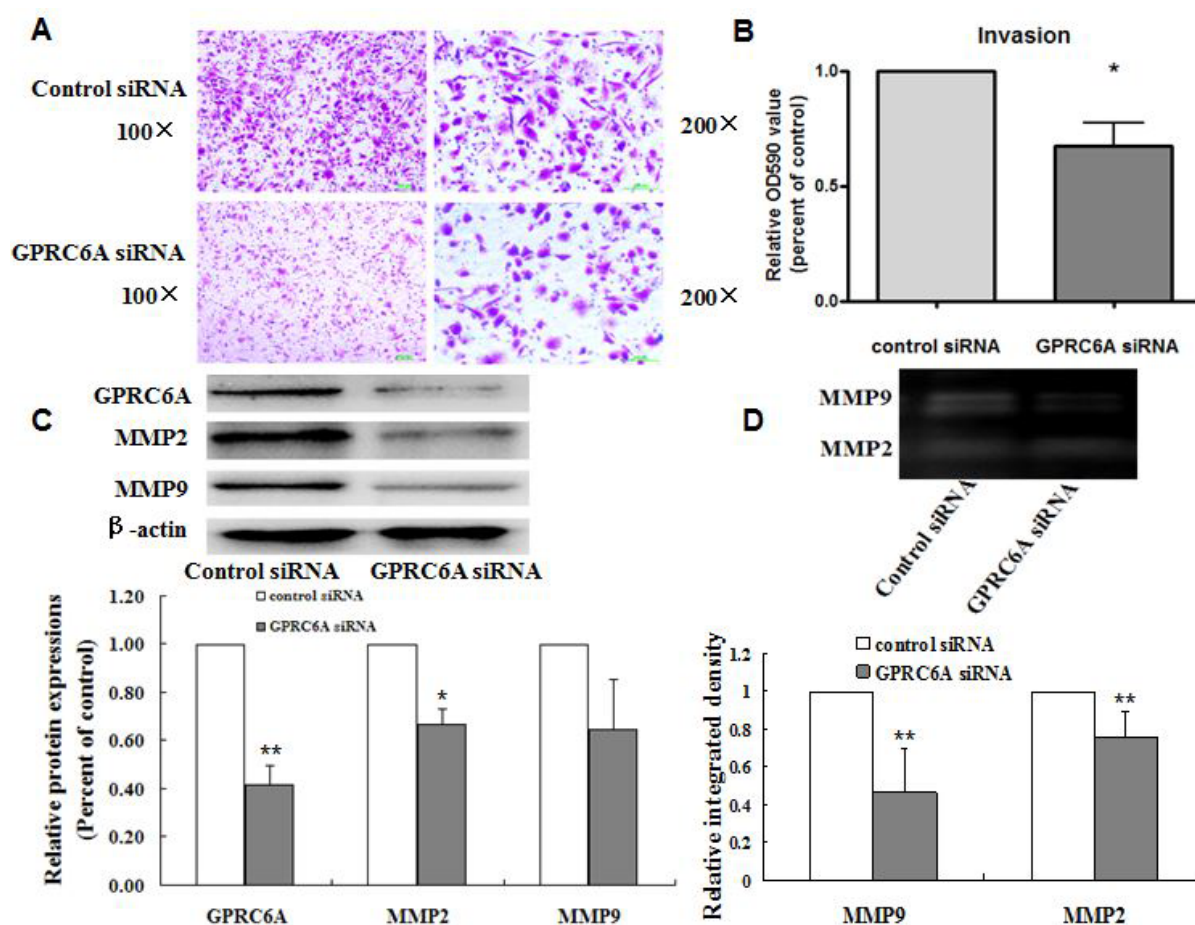 A
Control siRNA
100×
200×
GPRC6A siRNA
100×
200×
B
Invasion
Relative OD590 value
(percent of control)
1.0
0.5
0.0
*
control siRNA
GPRC6A siRNA
C
GPRC6A
MMP2
MMP9
β-actin
Control siRNA
GPRC6A siRNA
Relative protein expressions
(Percent of control)
1.20
1.00
0.80
0.60
0.40
0.20
0.00
control siRNA
GPRC6A siRNA
**
*
GPRC6A
MMP2
MMP9
D
MMP9
MMP2
Control siRNA
GPRC6A siRNA
Relative integrated density
1.2
1
0.8
0.6
0.4
0.2
0
control siRNA
GPRC6A siRNA
**
**
MMP9
MMP2